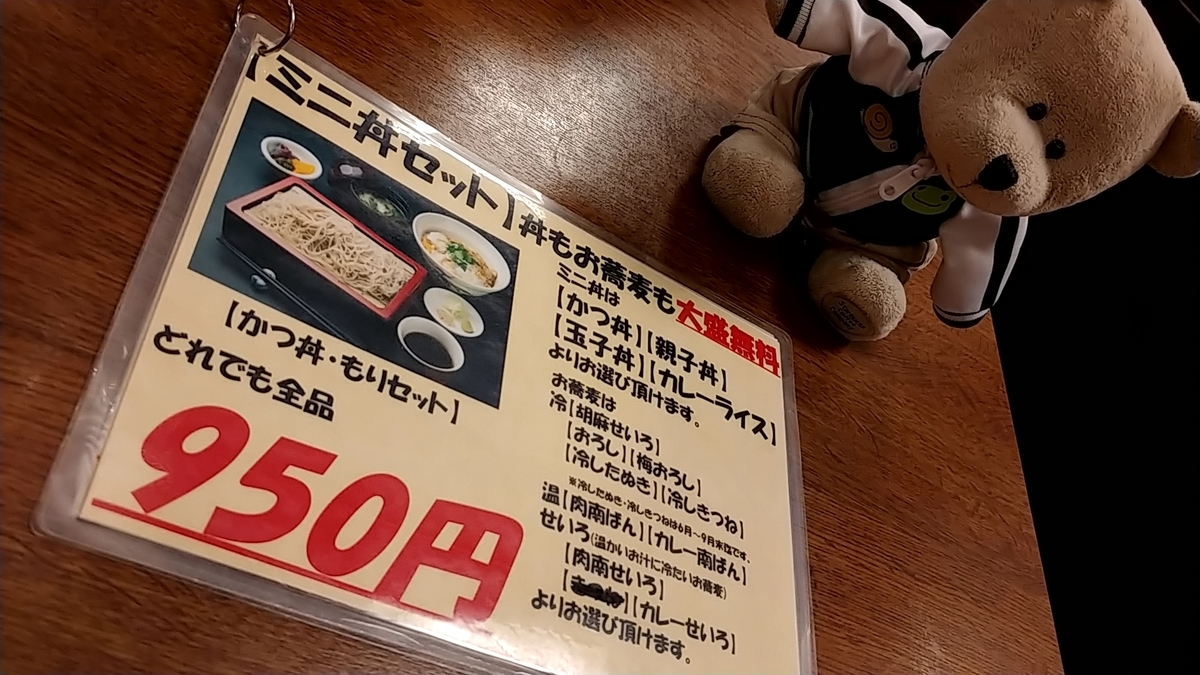 【ミニ丼セット】丼もお蕎麦も大盛無料
【かつ丼・もりセット】
どれでも全品
950円
ミニ丼は
【かつ丼】【親子丼】
【玉子丼】【カレーライス】
よりお選び頂けます。
お蕎麦は
冷【胡麻せいろ】
【おろし】【梅おろし】
【冷したぬき】【冷しきつね】
※冷したぬき・冷しきつねは6月～9月末迄です。
温【肉南ばん】【カレー南ばん】
せいろ(温かいお汁に冷たいお蕎麦)
【肉南せいろ】
【】【カレーせいろ】
よりお選び頂けます。